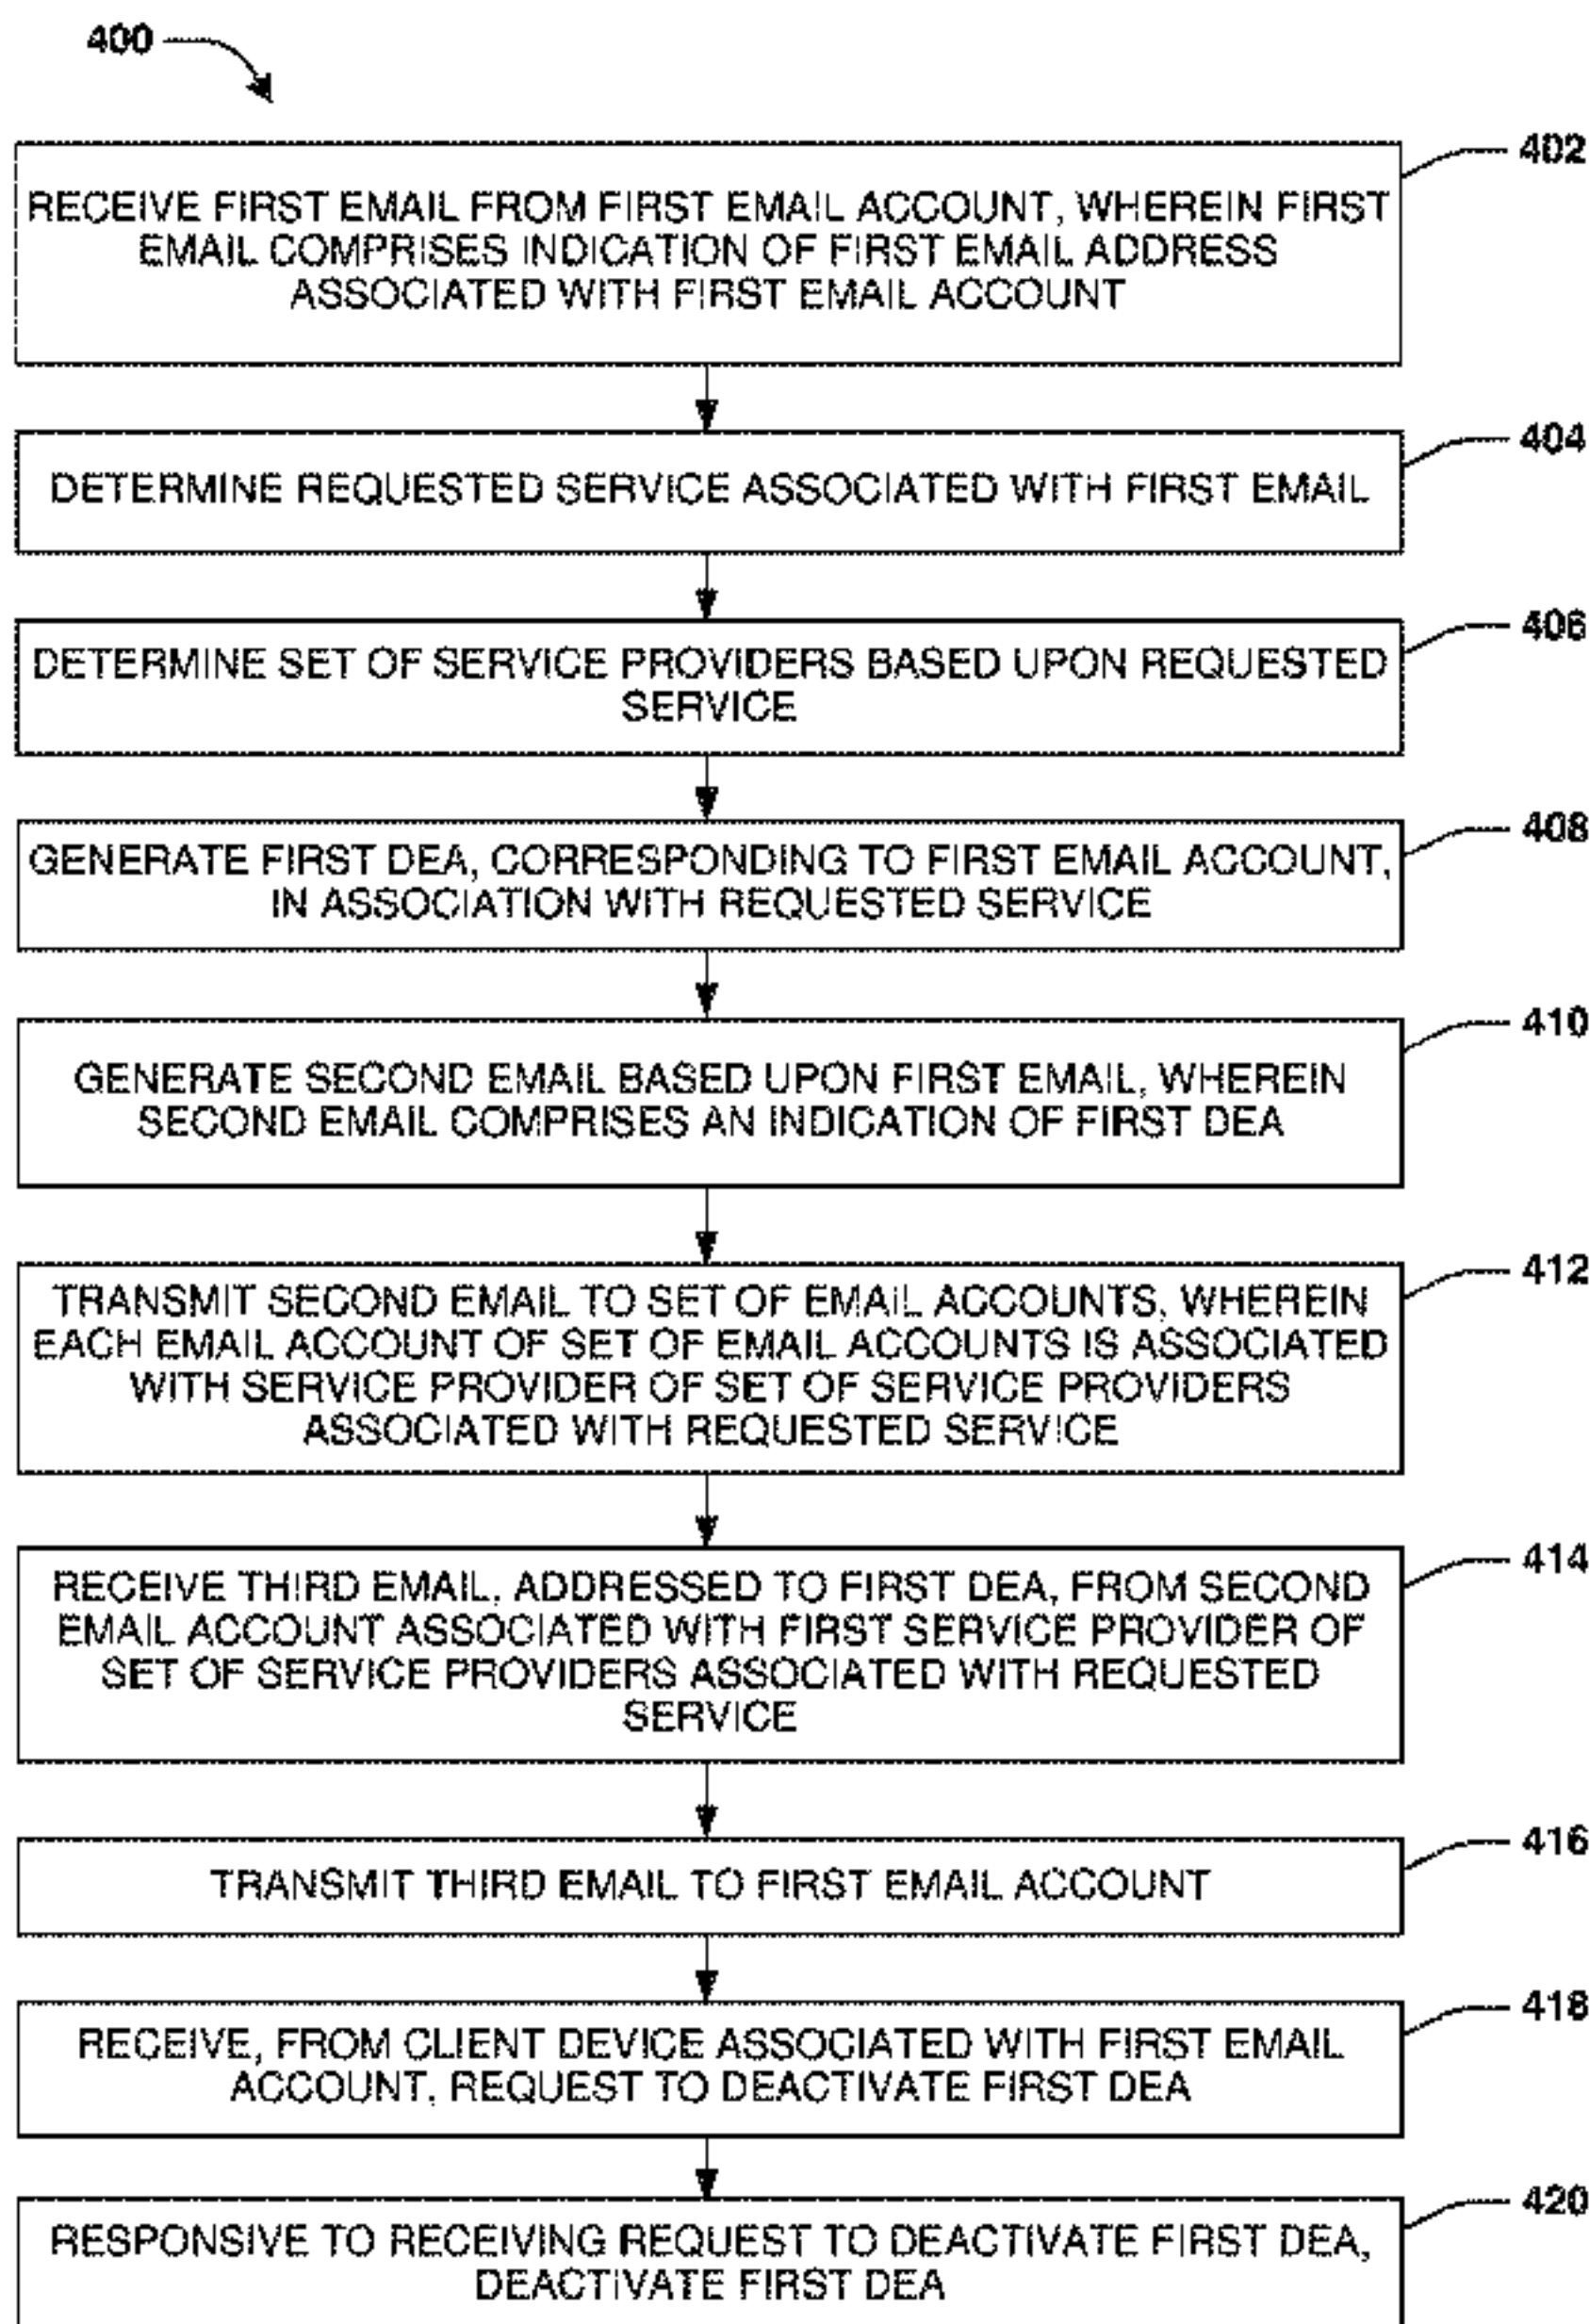 400
402
RECEIVE FIRST EMAIL FROM FIRST EMAIL ACCOUNT, WHEREIN FIRST
EMAIL COMPRISES INDICATION OF FIRST EMAIL ADDRESS
ASSOCIATED WITH FIRST EMAIL ACCOUNT
404
DETERMINE REQUESTED SERVICE ASSOCIATED WITH FIRST EMAIL
406
DETERMINE SET OF SERVICE PROVIDERS BASED UPON REQUESTED
SERVICE
408
GENERATE FIRST DEA, CORRESPONDING TO FIRST EMAIL ACCOUNT,
IN ASSOCIATION WITH REQUESTED SERVICE
410
GENERATE SECOND EMAIL BASED UPON FIRST EMAIL, WHEREIN
SECOND EMAIL COMPRISES AN INDICATION OF FIRST DEA
412
TRANSMIT SECOND EMAIL TO SET OF EMAIL ACCOUNTS, WHEREIN
EACH EMAIL ACCOUNT OF SET OF EMAIL ACCOUNTS IS ASSOCIATED
WITH SERVICE PROVIDER OF SET OF SERVICE PROVIDERS
ASSOCIATED WITH REQUESTED SERVICE
414
RECEIVE THIRD EMAIL, ADDRESSED TO FIRST DEA, FROM SECOND
EMAIL ACCOUNT ASSOCIATED WITH FIRST SERVICE PROVIDER OF
SET OF SERVICE PROVIDERS ASSOCIATED WITH REQUESTED
SERVICE
416
TRANSMIT THIRD EMAIL TO FIRST EMAIL ACCOUNT
418
RECEIVE, FROM CLIENT DEVICE ASSOCIATED WITH FIRST EMAIL
ACCOUNT, REQUEST TO DEACTIVATE FIRST DEA
420
RESPONSIVE TO RECEIVING REQUEST TO DEACTIVATE FIRST DEA,
DEACTIVATE FIRST DEA